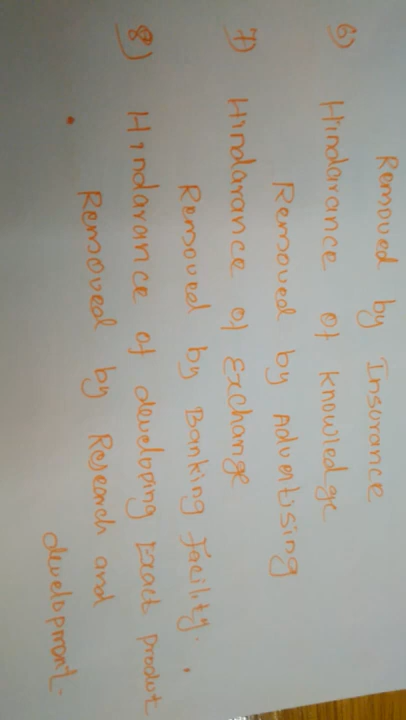 Removed by Insurance
6) Hindarance of knowledge
Removed by Advertising
7) Hindarance of Exchange
Removed by Banking facility.
8) Hindarance of developing Exact Produt
Removed by Research and
development.